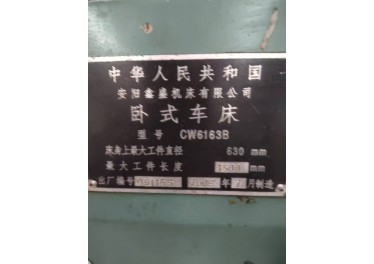 中华人民共和国
安阳鑫盛机床有限公司
卧式车床
型号 CW6163B
床身上最大工件直径 630 mm
最大工件长度 1500 mm
出厂编号 年 月制造